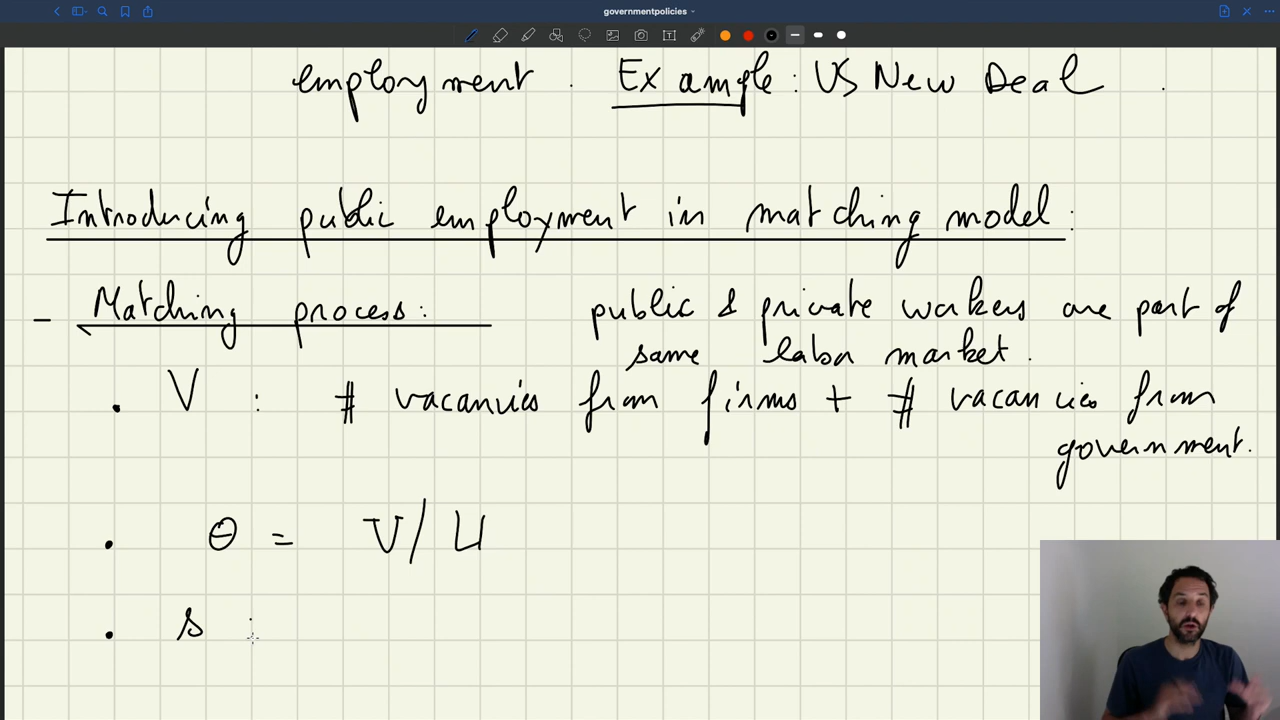 governmentpolicies
employment. Example: US New Deal.
Introducing public employment in matching model:
- Matching process: public & private workers are part of
same labor market.
• V : # vacancies from firms + # vacancies from
government.
• θ = V/U
• s :